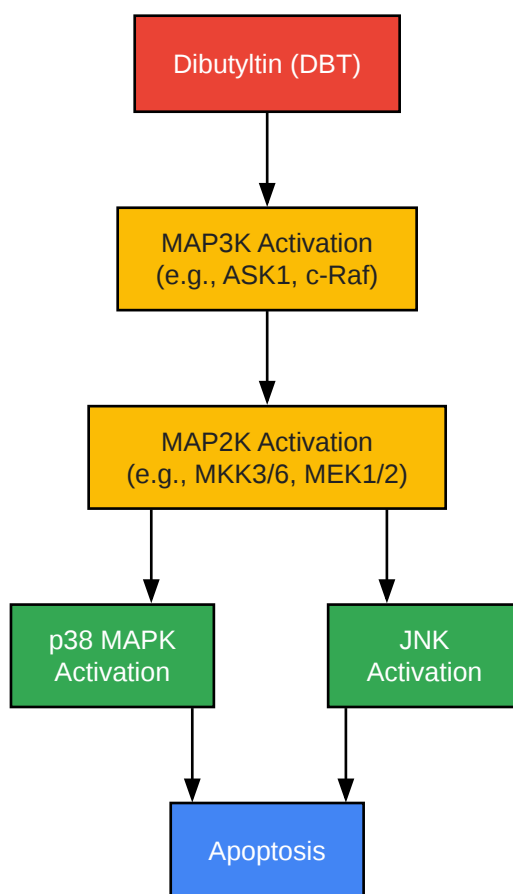 Dibutyltin (DBT)
MAP3K Activation
(e.g., ASK1, c-Raf)
MAP2K Activation
(e.g., MKK3/6, MEK1/2)
p38 MAPK
Activation
JNK
Activation
Apoptosis